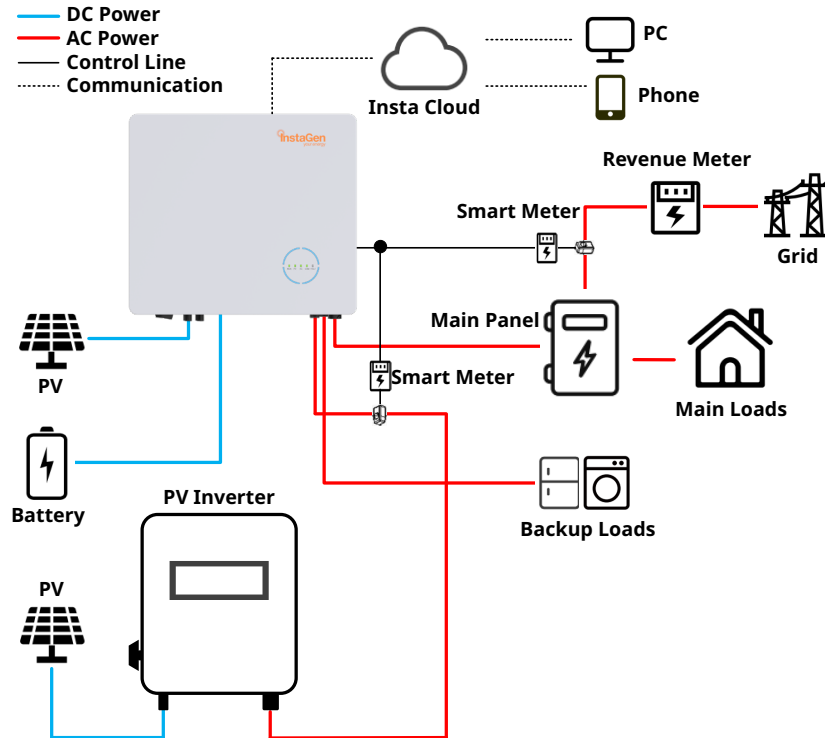 DC Power
AC Power
Control Line
Communication
Insta Cloud
PC
Phone
InstaGen
Revenue Meter
Smart Meter
Grid
Main Panel
PV
Smart Meter
Main Loads
Battery
PV Inverter
Backup Loads
PV